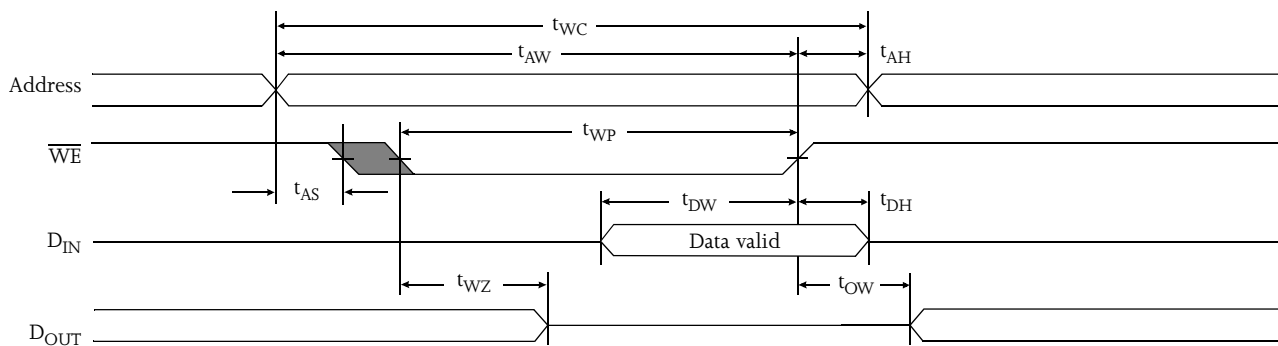 tWC
tAW
tAH
Address
tWP
WE
tAS
tDW
tDH
DIN
Data valid
tWZ
tOW
DOUT